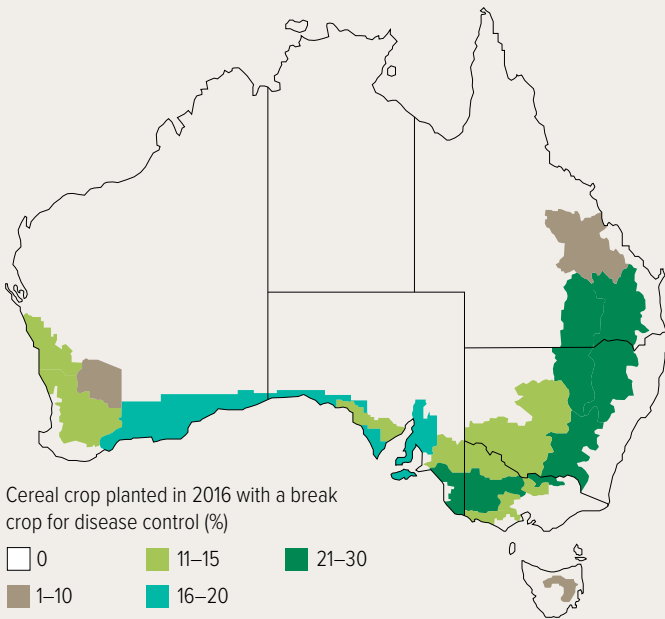 Cereal crop planted in 2016 with a break
crop for disease control (%)
0
11–15
21–30
1–10
16–20